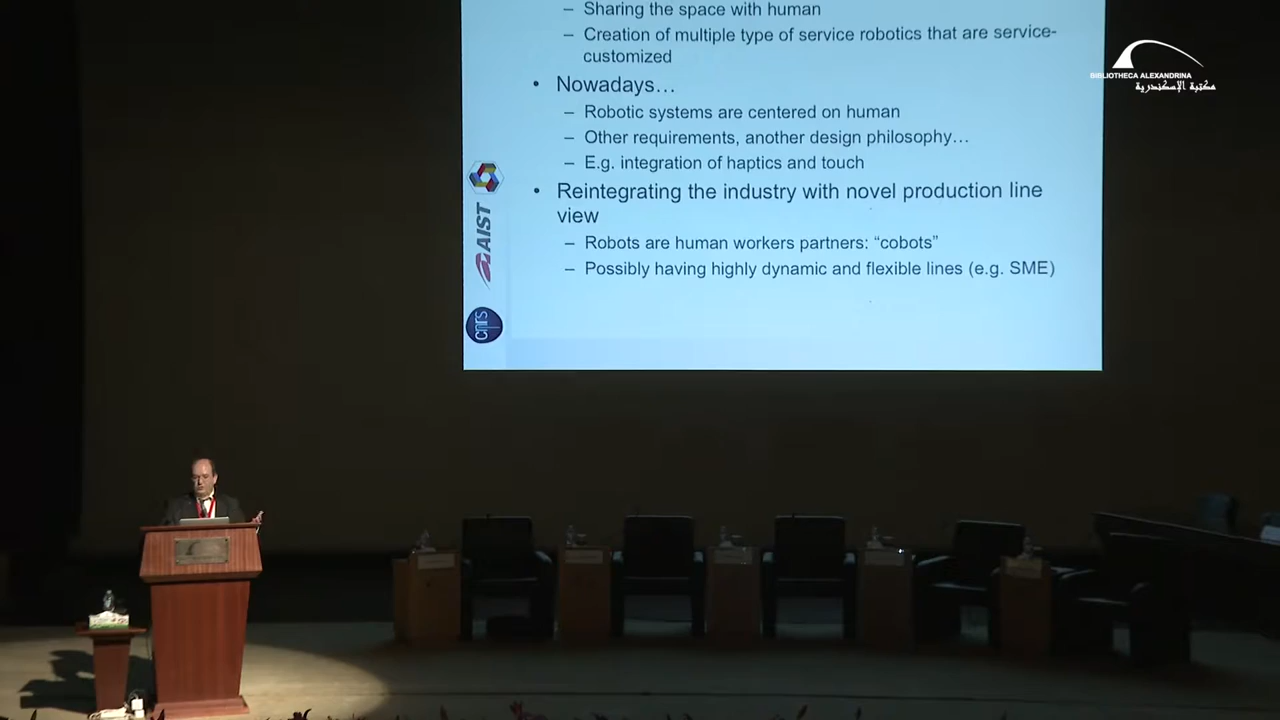 – Sharing the space with human
– Creation of multiple type of service robotics that are service-
customized
• Nowadays…
– Robotic systems are centered on human
– Other requirements, another design philosophy…
– E.g. integration of haptics and touch
• Reintegrating the industry with novel production line
view
– Robots are human workers partners: “cobots”
– Possibly having highly dynamic and flexible lines (e.g. SME)
AIST
cnrs
BIBLIOTHECA ALEXANDRINA
مكتبة الإسكندرية